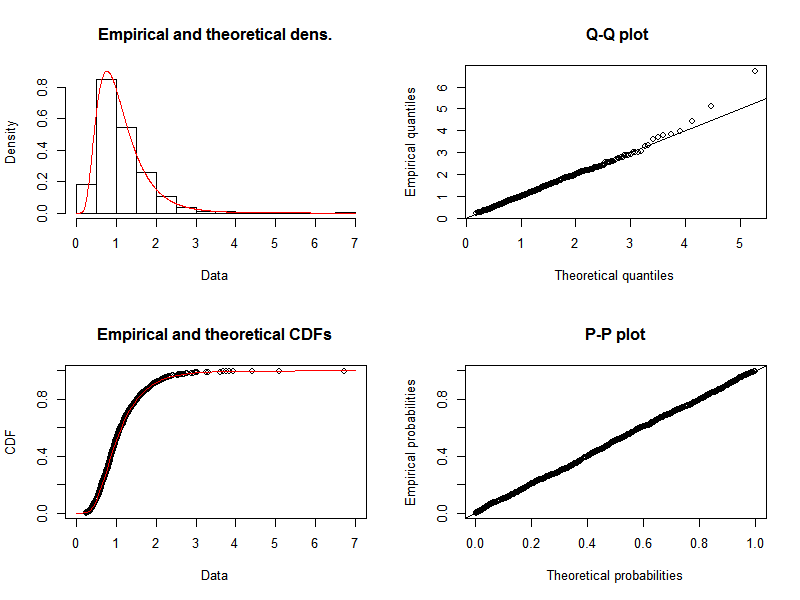 Empirical and theoretical dens.
Density
0.0 0.2 0.4 0.6 0.8
0 1 2 3 4 5 6 7
Data
Q-Q plot
Empirical quantiles
0 1 2 3 4 5 6
0 1 2 3 4 5
Theoretical quantiles
Empirical and theoretical CDFs
CDF
0.0 0.4 0.8
0 1 2 3 4 5 6 7
Data
P-P plot
Empirical probabilities
0.0 0.4 0.8
0.0 0.2 0.4 0.6 0.8 1.0
Theoretical probabilities